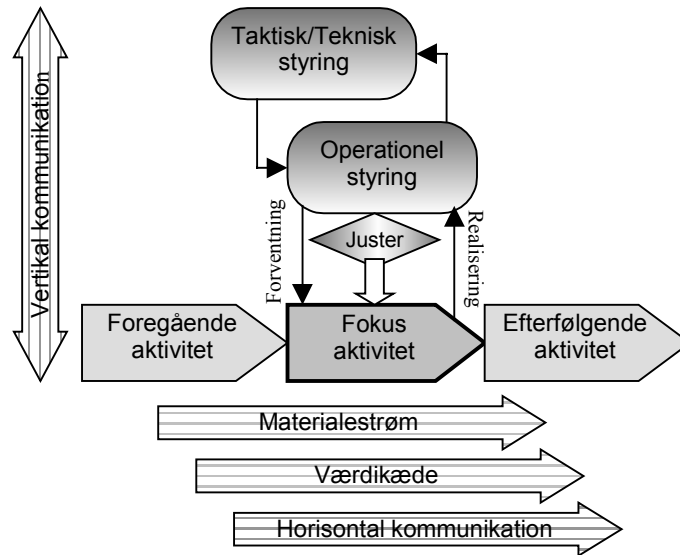 Taktisk/Teknisk
styring
Vertikal kommunikation
Operationel
styring
Forventning
Juster
Realisering
Foregående
aktivitet
Fokus
aktivitet
Efterfølgende
aktivitet
Materialestrøm
Værdikæde
Horisontal kommunikation